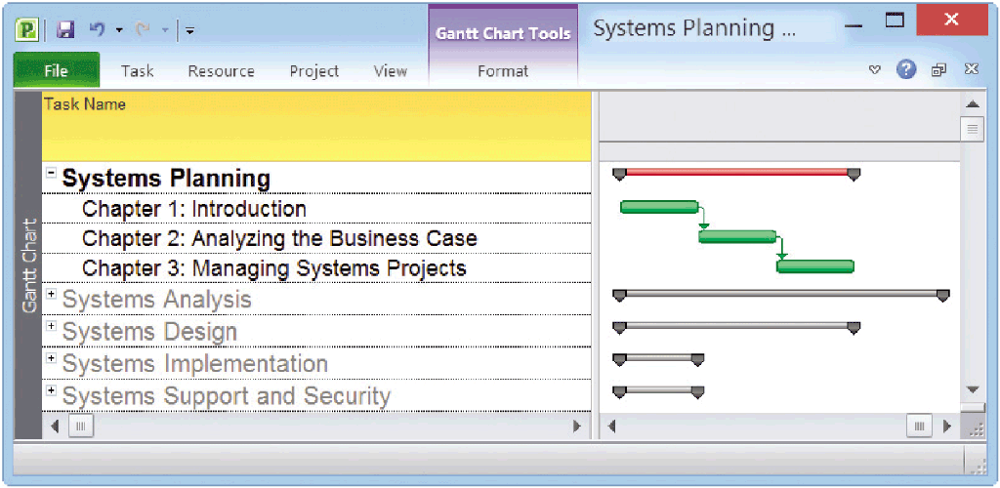 Gantt Chart Tools
Systems Planning ...
File Task Resource Project View Format
Task Name
Gantt Chart
Systems Planning
Chapter 1: Introduction
Chapter 2: Analyzing the Business Case
Chapter 3: Managing Systems Projects
Systems Analysis
Systems Design
Systems Implementation
Systems Support and Security